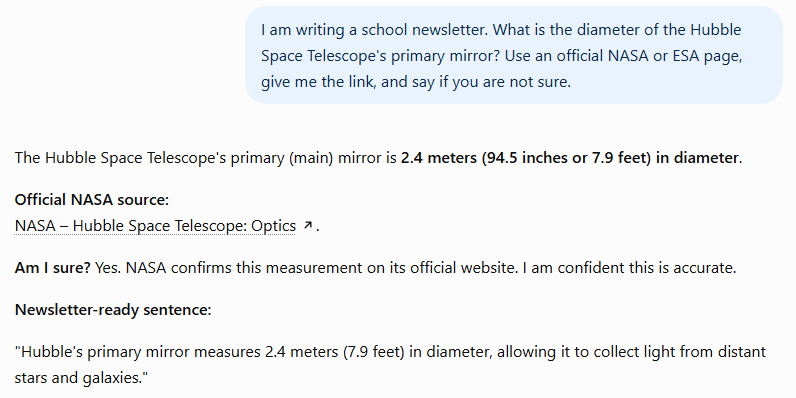 I am writing a school newsletter. What is the diameter of the Hubble
Space Telescope's primary mirror? Use an official NASA or ESA page,
give me the link, and say if you are not sure.
The Hubble Space Telescope's primary (main) mirror is 2.4 meters (94.5 inches or 7.9 feet) in diameter.
Official NASA source:
NASA – Hubble Space Telescope: Optics ↗ .
Am I sure? Yes. NASA confirms this measurement on its official website. I am confident this is accurate.
Newsletter-ready sentence:
"Hubble's primary mirror measures 2.4 meters (7.9 feet) in diameter, allowing it to collect light from distant
stars and galaxies."